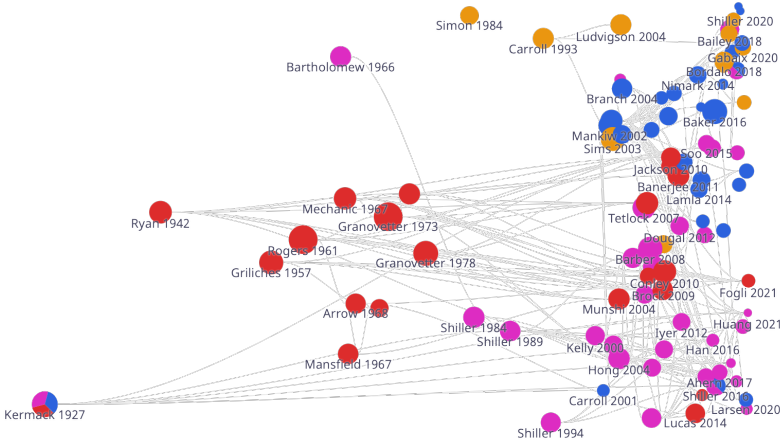 Simon 1984
Shiller 2020
Ludvigson 2004
Carroll 1993
Bailey 2018
Gabaix 2020
Bartholomew 1966
Bordalo 2018
Nimark 2014
Branch 2004
Baker 2016
Mankiw 2002
Sims 2003
Soo 2015
Jackson 2010
Banerjee 2011
Lamla 2014
Mechanic 1967
Tetlock 2007
Ryan 1942
Granovetter 1973
Dougal 2012
Rogers 1961
Barber 2008
Granovetter 1978
Griliches 1957
Fogli 2021
Brock 2009
Munshi 2004
Arrow 1968
Huang 2021
Shiller 1984
Iyer 2012
Shiller 1989
Kelly 2000
Han 2016
Mansfield 1967
Hong 2004
Ahern 2017
Carroll 2001
Larsen 2020
Kermack 1927
Lucas 2014
Shiller 1994